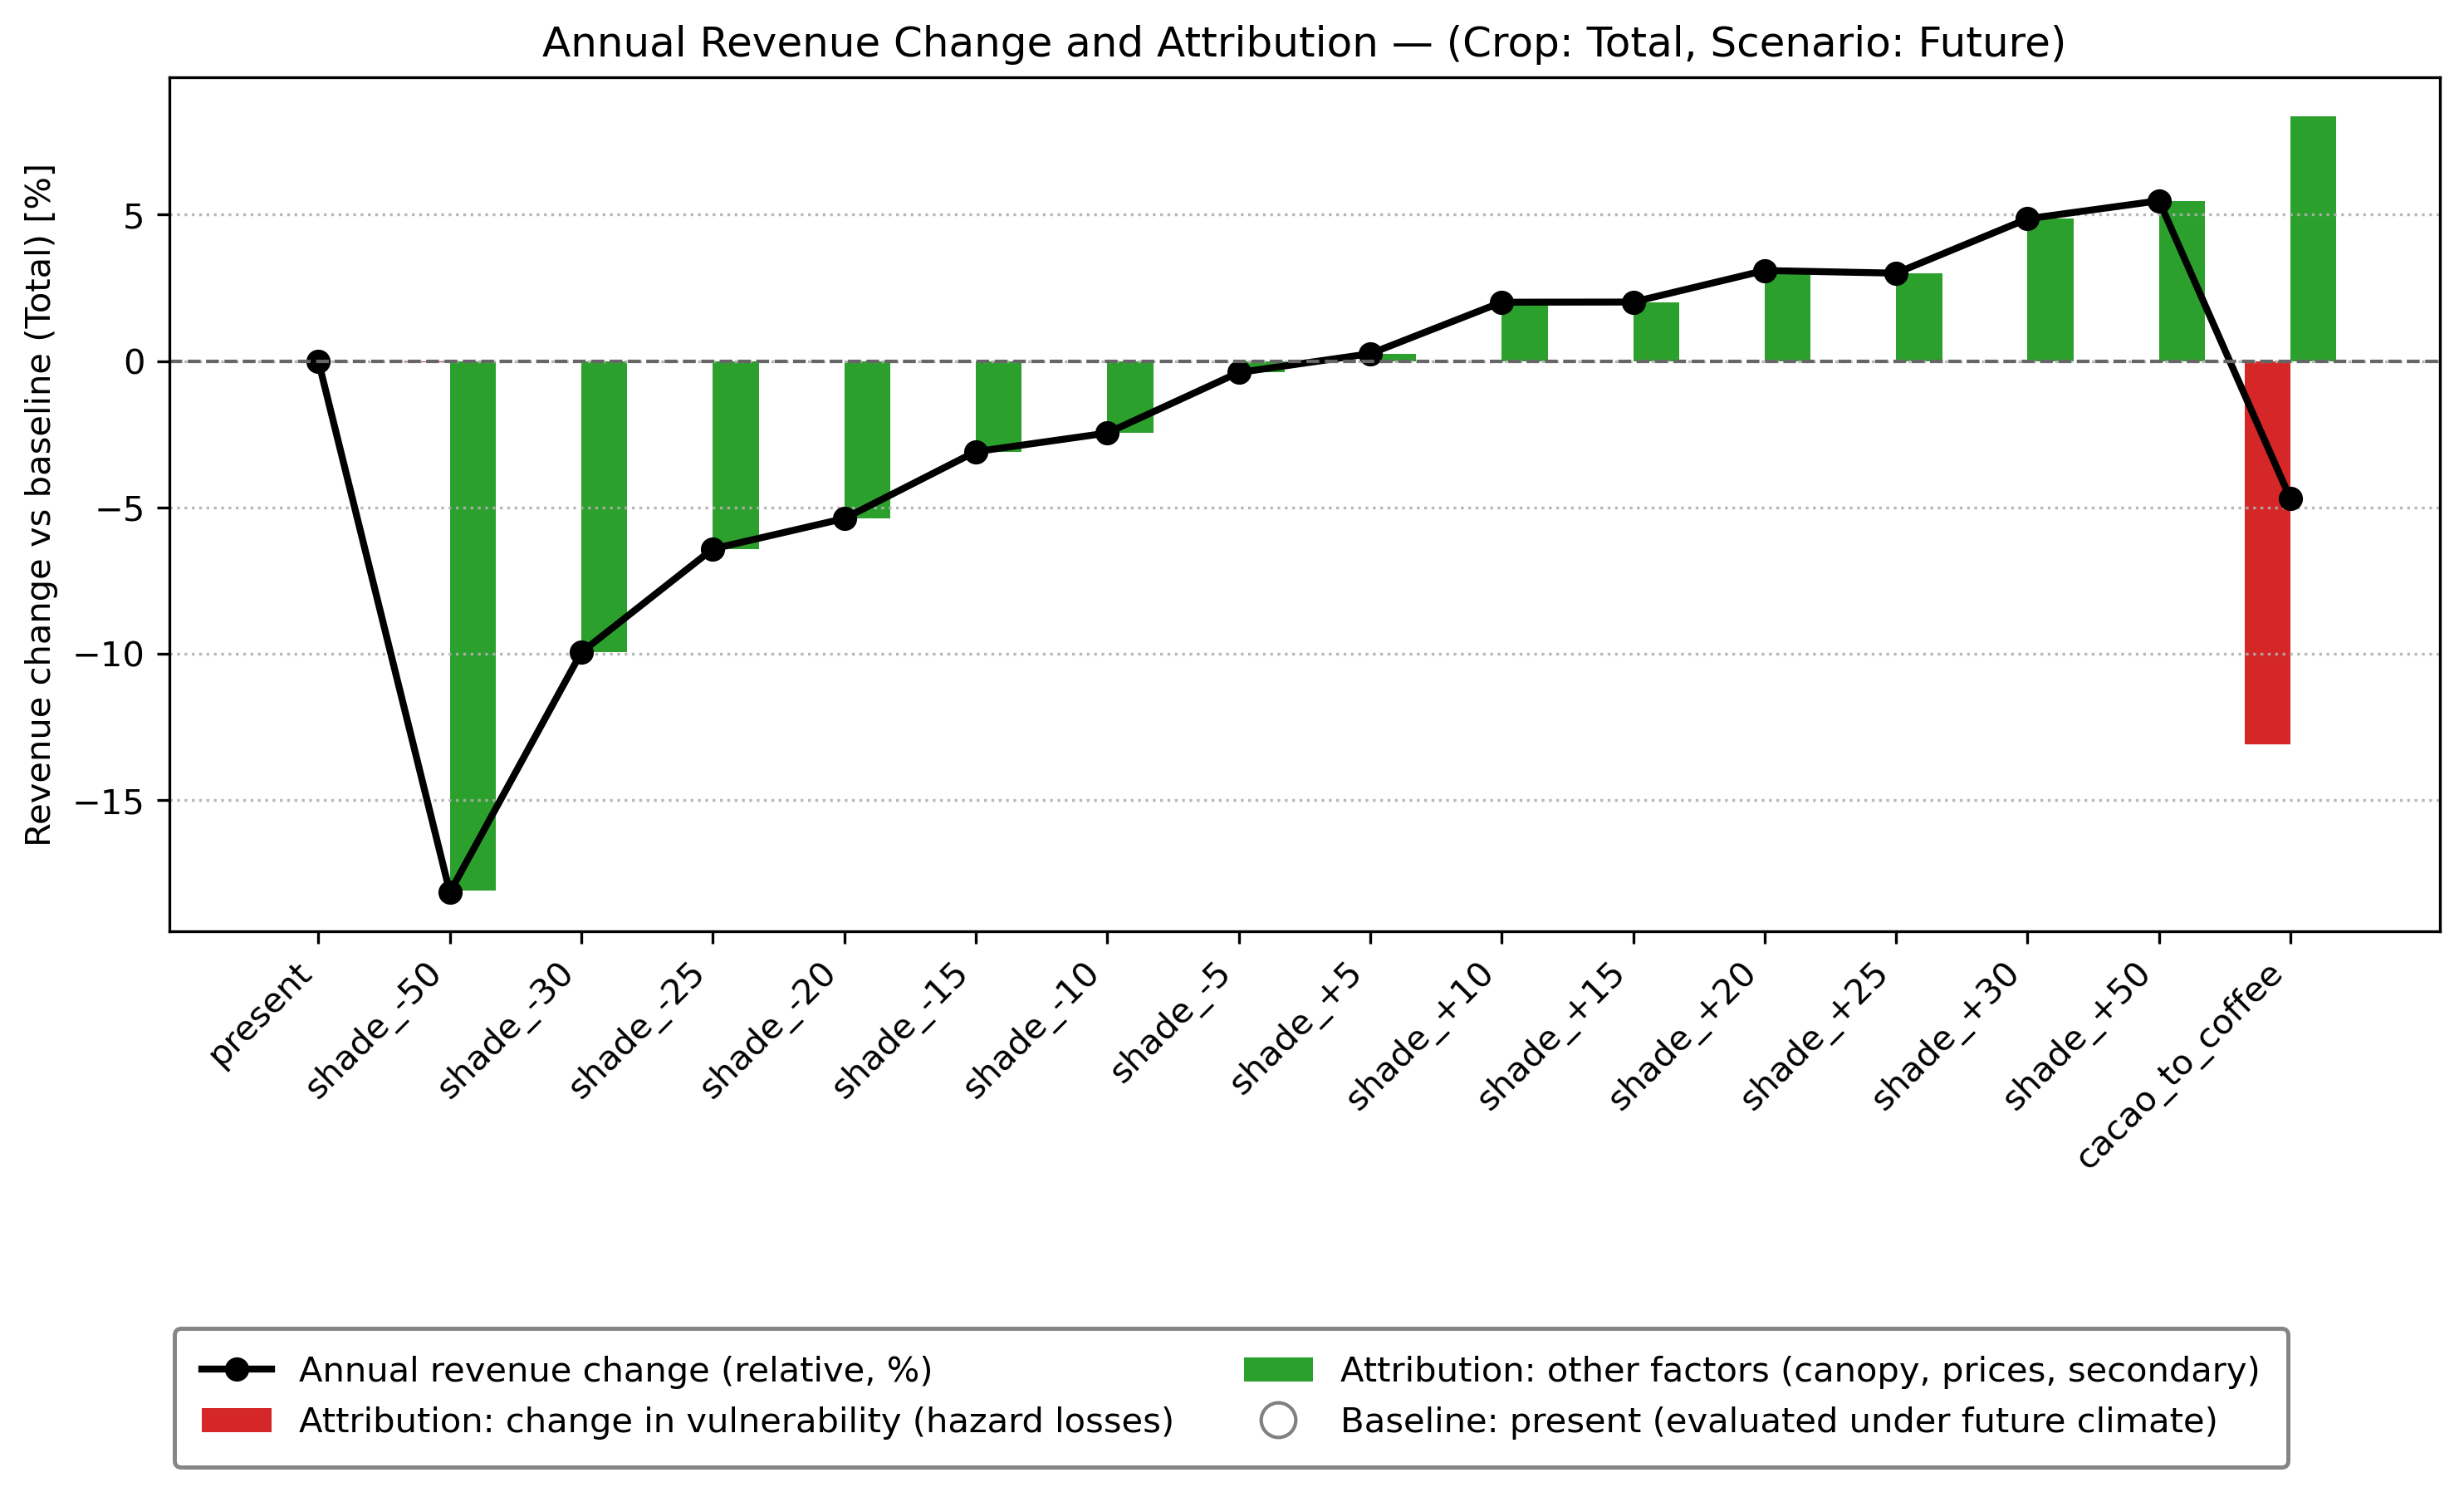 Annual Revenue Change and Attribution — (Crop: Total, Scenario: Future)
Revenue change vs baseline (Total) [%]
5
0
−5
−10
−15
present
shade_-50
shade_-30
shade_-25
shade_-20
shade_-15
shade_-10
shade_-5
shade_+5
shade_+10
shade_+15
shade_+20
shade_+25
shade_+30
shade_+50
cacao_to_coffee
Annual revenue change (relative, %)
Attribution: change in vulnerability (hazard losses)
Attribution: other factors (canopy, prices, secondary)
Baseline: present (evaluated under future climate)